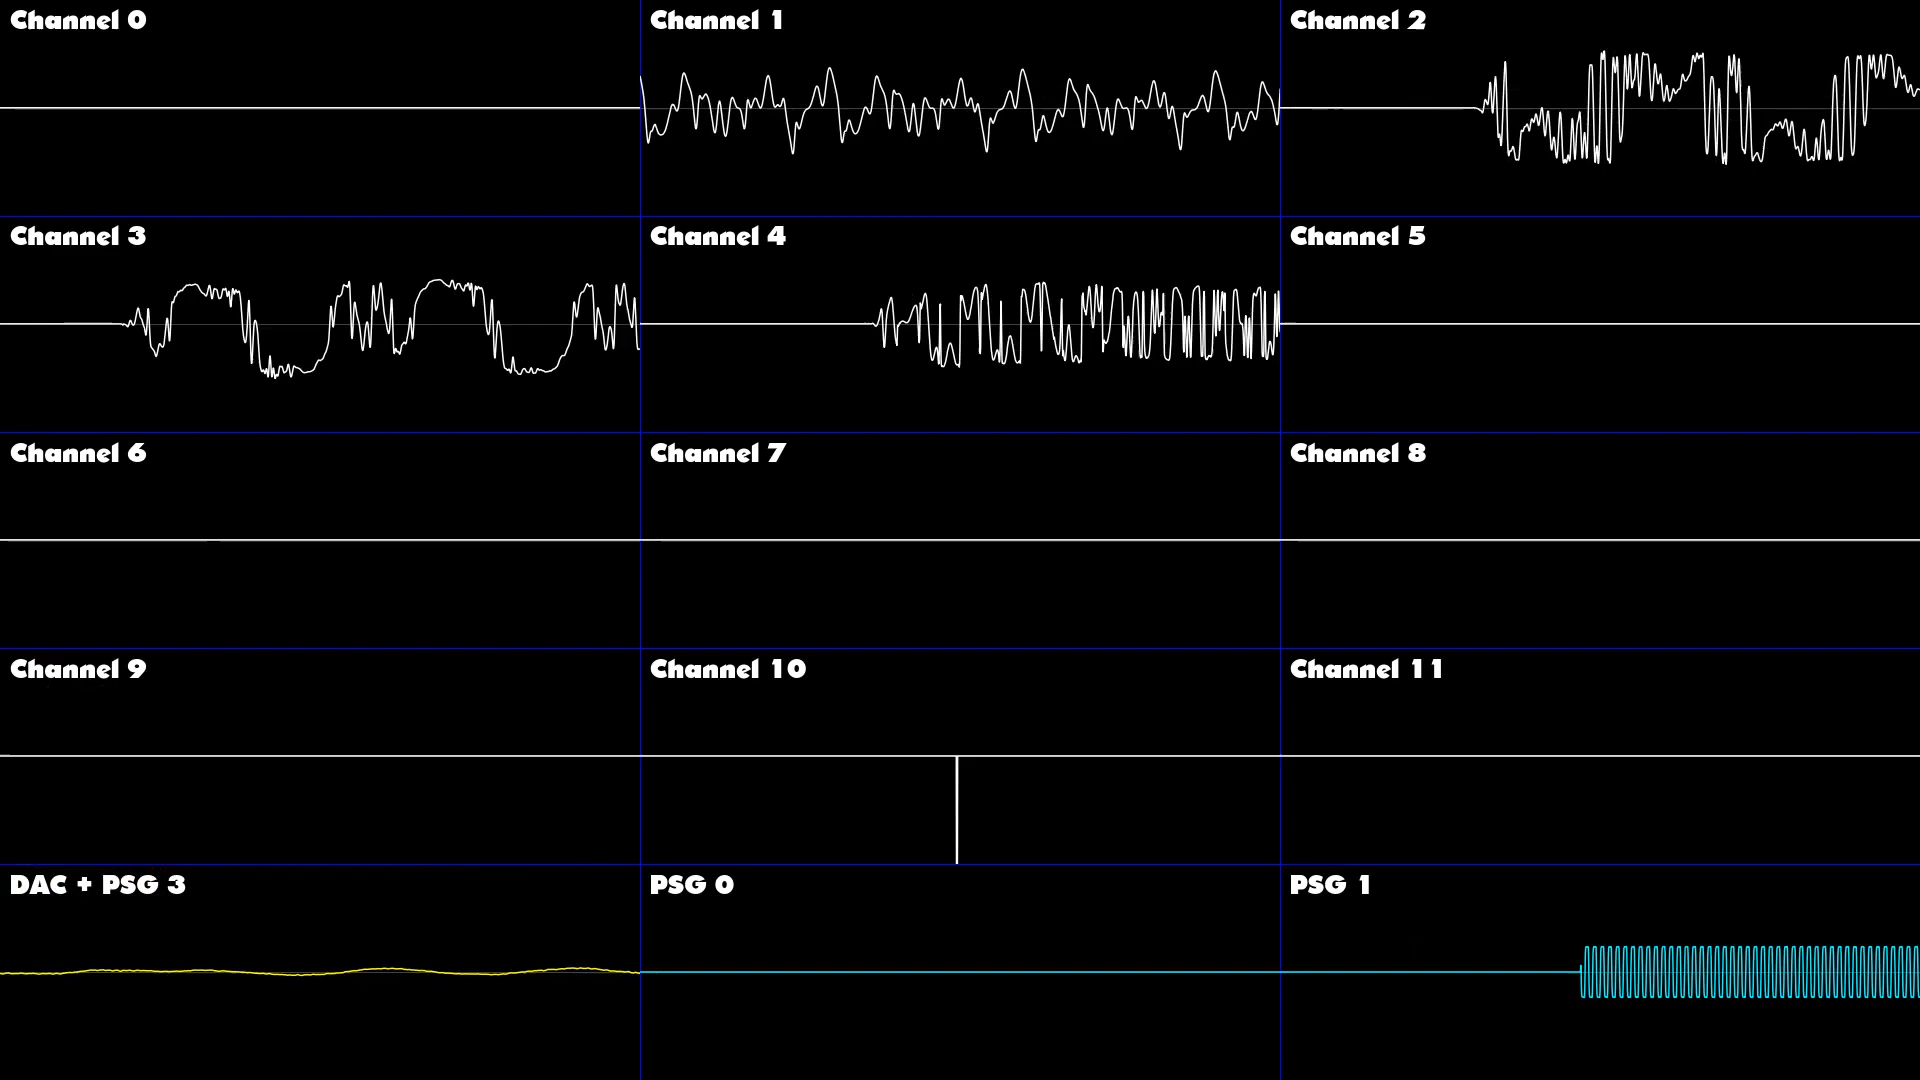 Channel 0
Channel 1
Channel 2
Channel 3
Channel 4
Channel 5
Channel 6
Channel 7
Channel 8
Channel 9
Channel 10
Channel 11
DAC + PSG 3
PSG 0
PSG 1